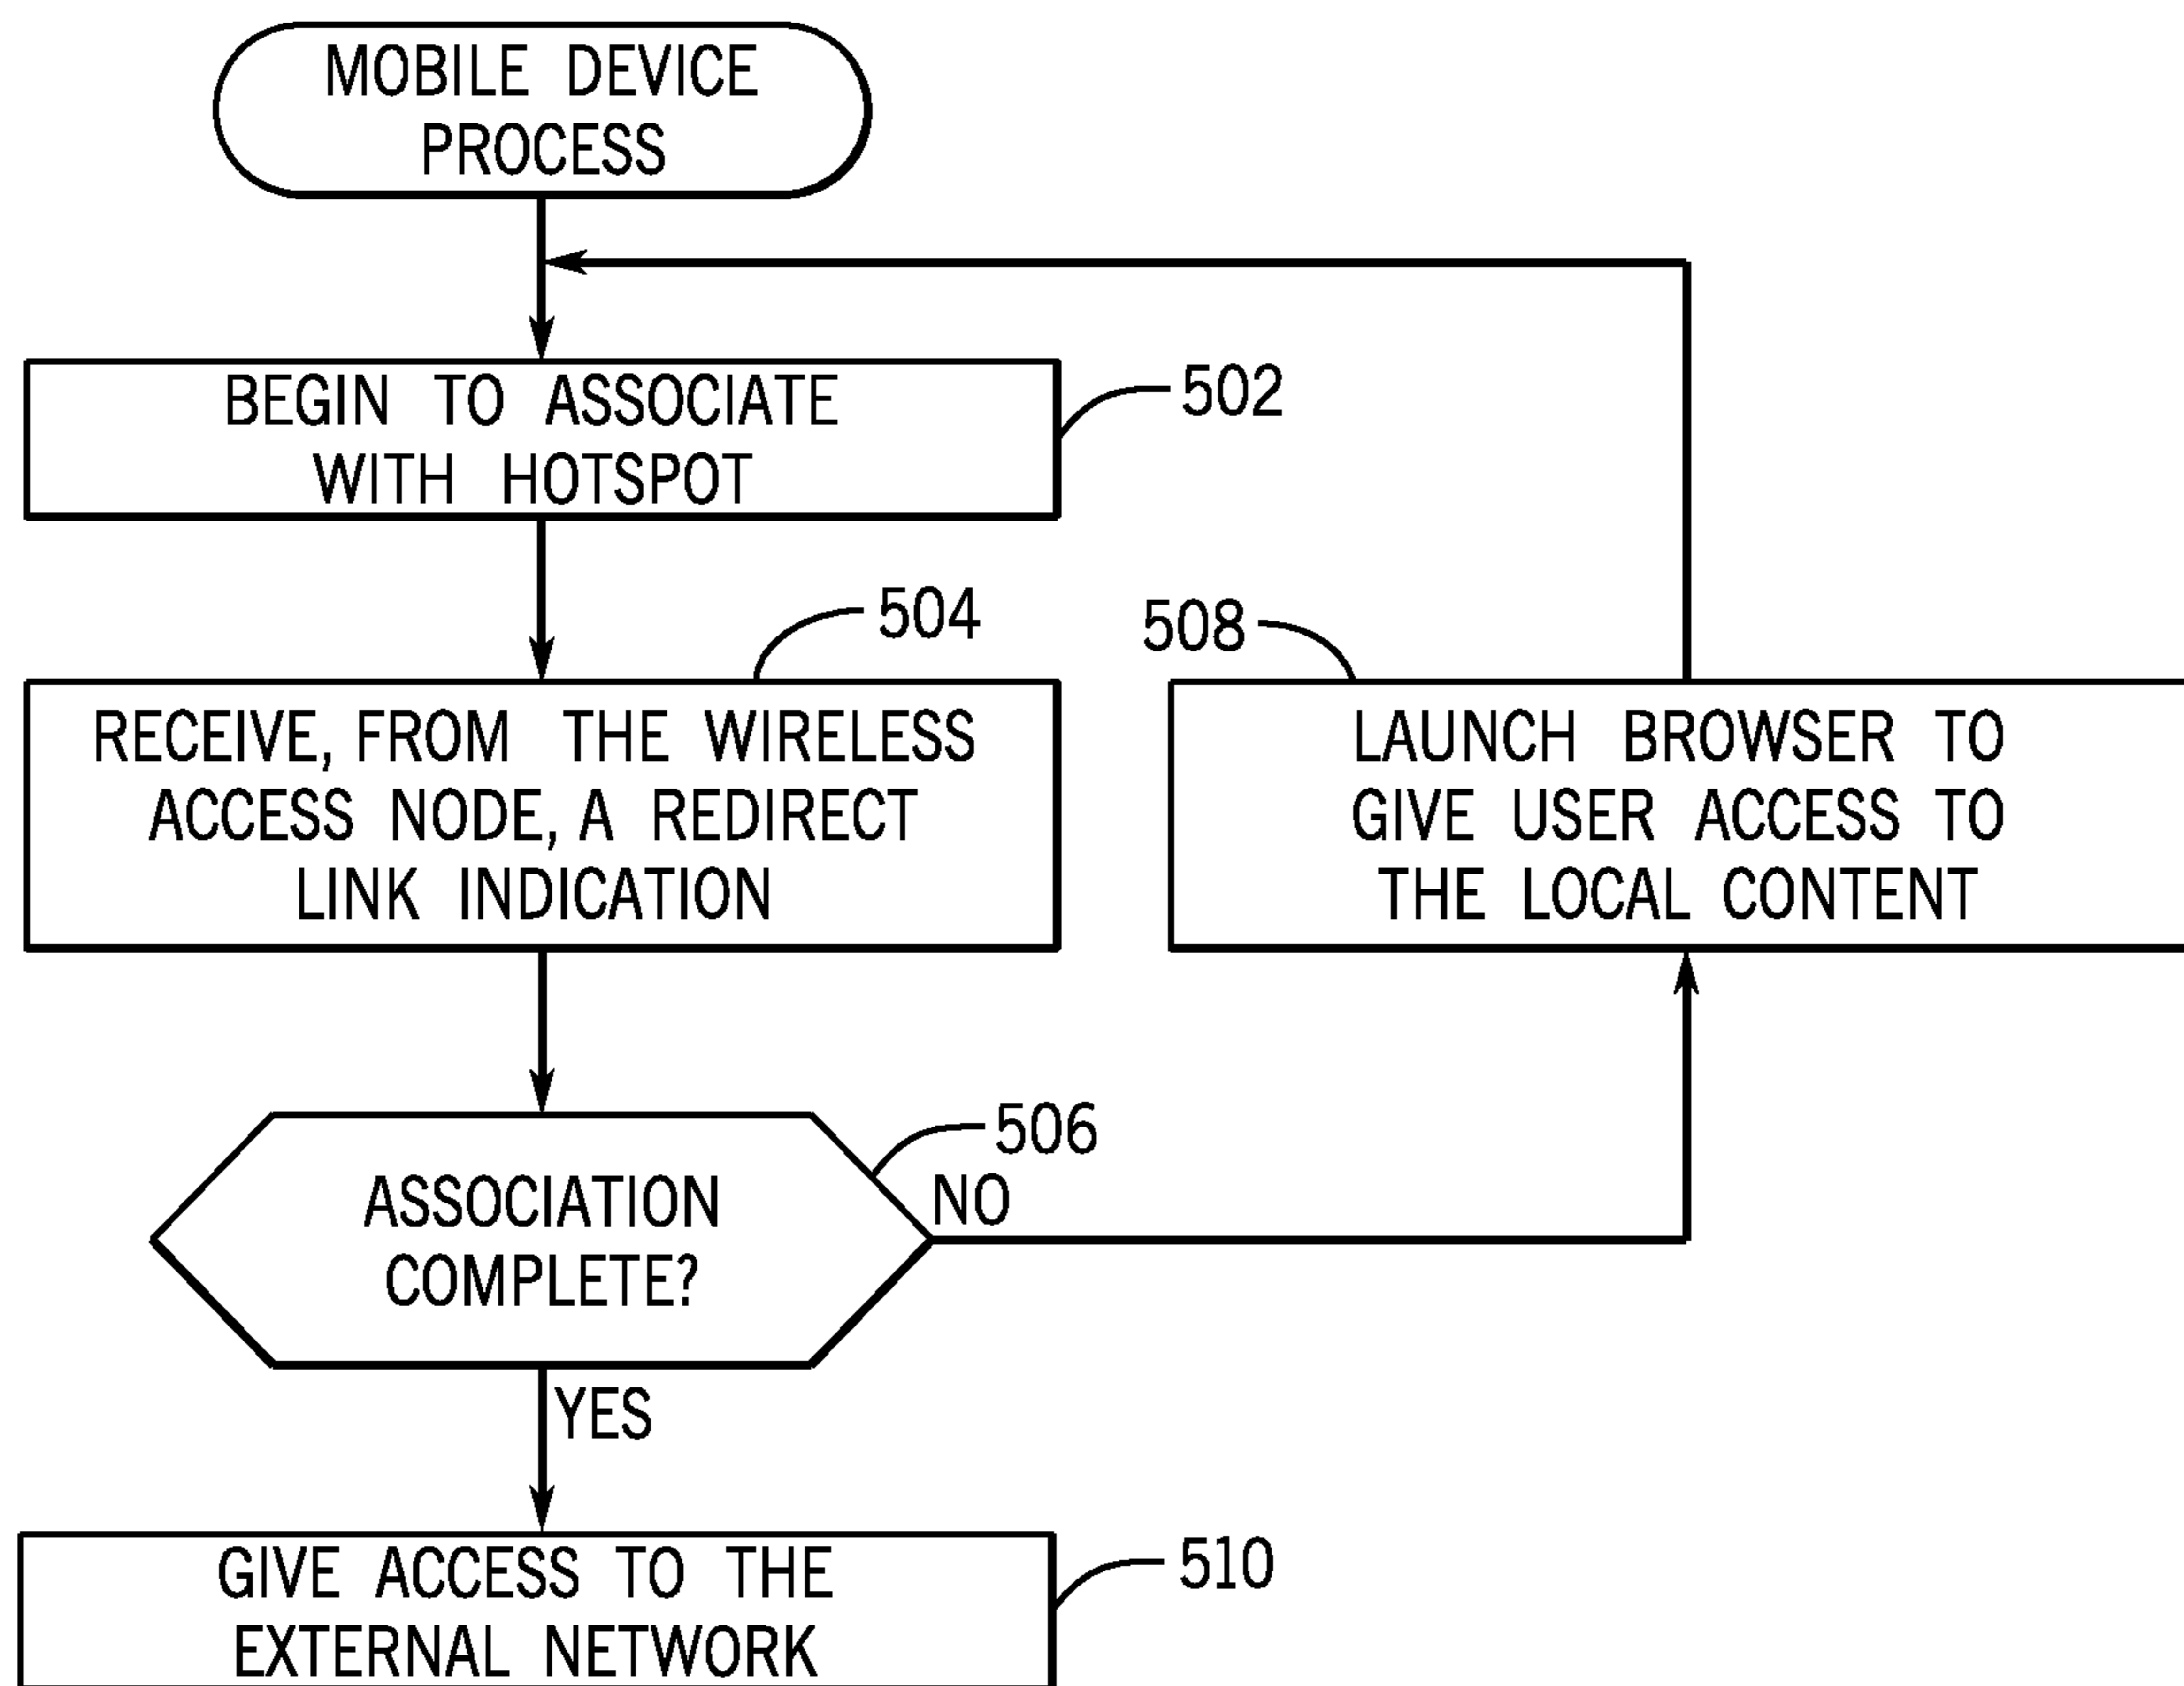 MOBILE DEVICE
PROCESS
BEGIN TO ASSOCIATE
WITH HOTSPOT
502
504
RECEIVE, FROM THE WIRELESS
ACCESS NODE, A REDIRECT
LINK INDICATION
508
LAUNCH BROWSER TO
GIVE USER ACCESS TO
THE LOCAL CONTENT
506
ASSOCIATION
COMPLETE?
NO
YES
GIVE ACCESS TO THE
EXTERNAL NETWORK
510